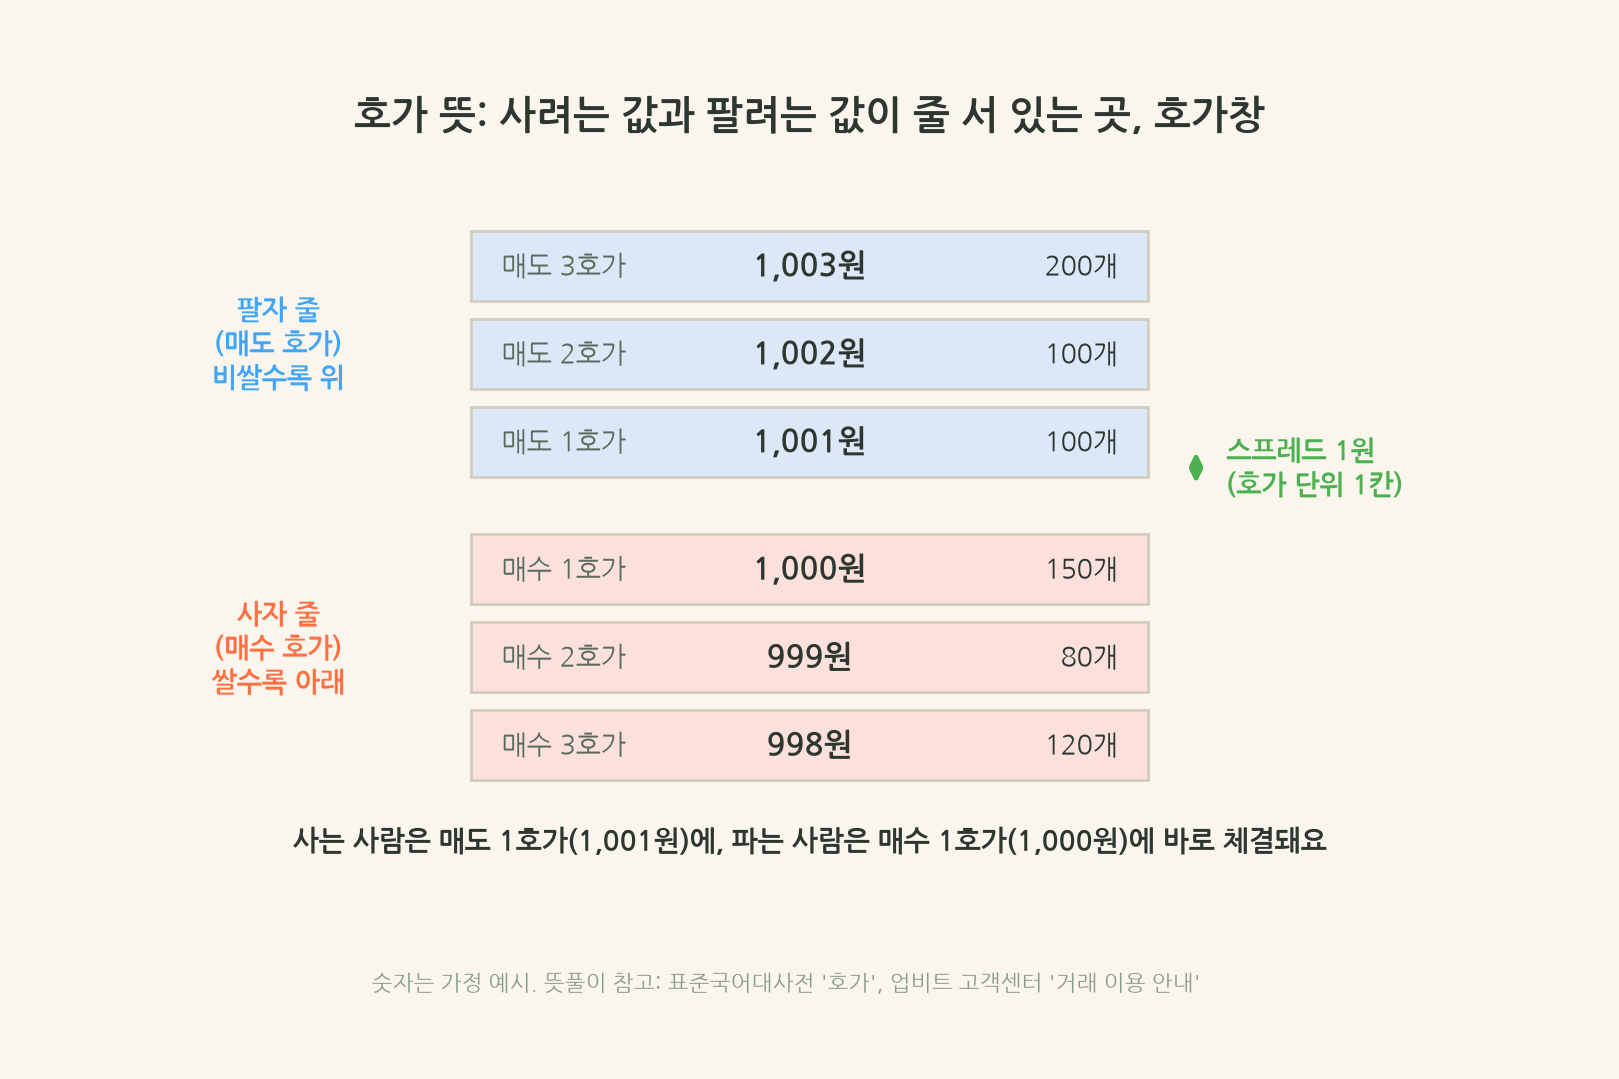 호가 뜻: 사려는 값과 팔려는 값이 줄 서 있는 곳, 호가창
팔자 줄
(매도 호가)
비쌀수록 위
매도 3호가 1,003원 200개
매도 2호가 1,002원 100개
매도 1호가 1,001원 100개
스프레드 1원
(호가 단위 1칸)
사자 줄
(매수 호가)
쌀수록 아래
매수 1호가 1,000원 150개
매수 2호가 999원 80개
매수 3호가 998원 120개
사는 사람은 매도 1호가(1,001원)에, 파는 사람은 매수 1호가(1,000원)에 바로 체결돼요
숫자는 가정 예시. 뜻풀이 참고: 표준국어대사전 '호가', 업비트 고객센터 '거래 이용 안내'